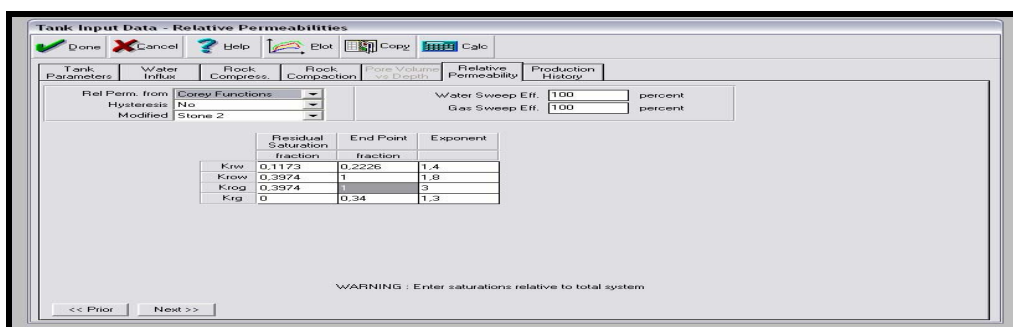 Tank Input Data - Relative Permeabilities
Done Cancel Help Plot Copy Calc
Tank Parameters Water Influx Rock Compress. Rock Compaction Pore Volume vs Depth Relative Permeability Production History
Rel Perm. from Corey Functions Water Sweep Eff. 100 percent
Hysteresis No Gas Sweep Eff. 100 percent
Modified Stone 2
Residual Saturation End Point Exponent
fraction fraction
Krw 0,1173 0,2226 1,4
Krow 0,3974 1 1,8
Krog 0,3974 1 3
Krg 0 0,34 1,3
WARNING : Enter saturations relative to total system
<< Prior Next >>